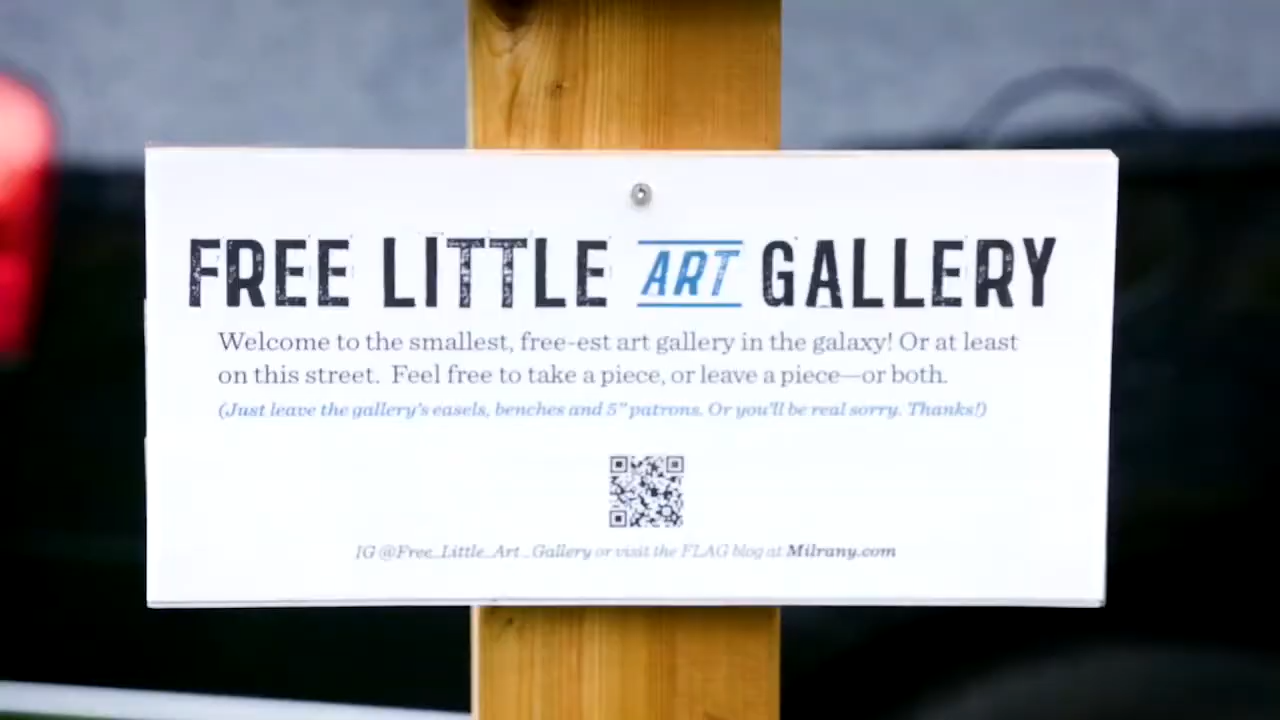 FREE LITTLE ART GALLERY
Welcome to the smallest, free-est art gallery in the galaxy! Or at least
on this street. Feel free to take a piece, or leave a piece—or both.
(Just leave the gallery's easels, benches and 5" patrons. Or you'll be real sorry. Thanks!)
IG @Free_Little_Art_Gallery or visit the FLAG blog at Milrany.com